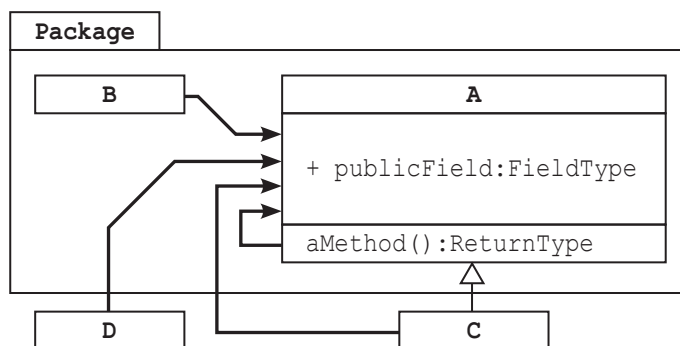 Package
B
A
+ publicField:FieldType
aMethod():ReturnType
D
C